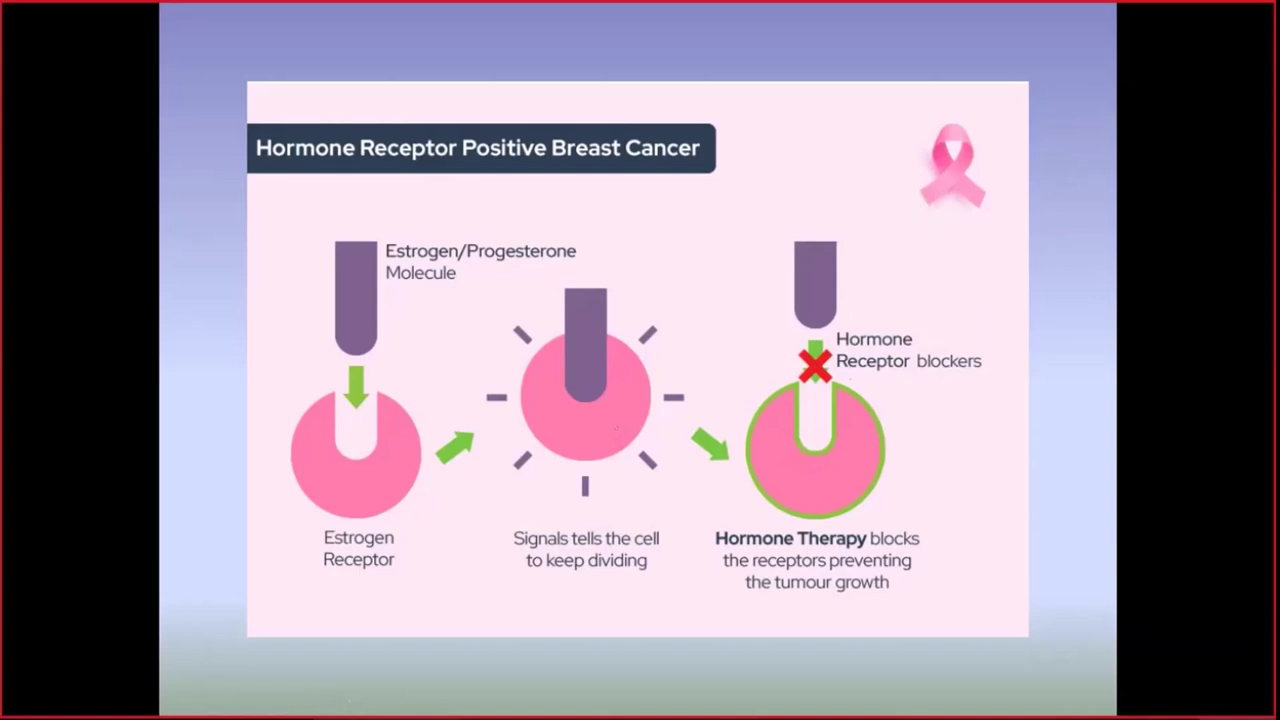 Hormone Receptor Positive Breast Cancer
Estrogen/Progesterone
Molecule
Hormone
Receptor blockers
Estrogen
Receptor
Signals tells the cell
to keep dividing
Hormone Therapy blocks
the receptors preventing
the tumour growth